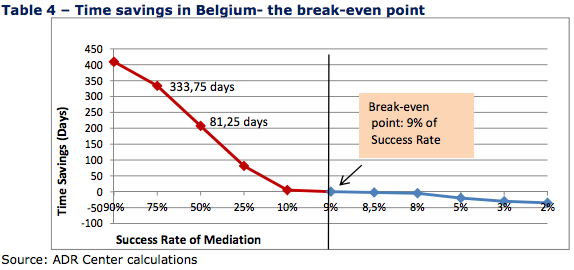 Table 4 – Time savings in Belgium- the break-even point
450
400
350
300
250
200
150
100
50
0
-50
-100
Time Savings (Days)
333,75 days
81,25 days
Break-even
point: 9% of
Success Rate
90% 75% 50% 25% 10% 9% 8,5% 8% 5% 3% 2%
Success Rate of Mediation
Source: ADR Center calculations